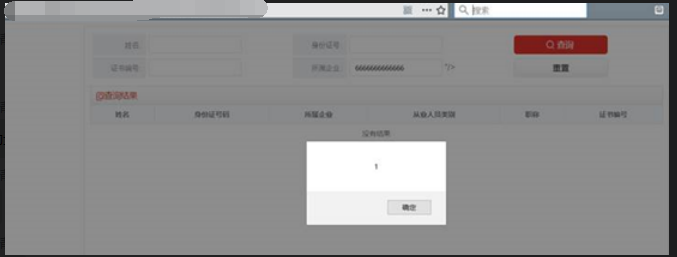 搜索
姓名 身份证号 查询
证书编号 所属企业 6666666666666 "/> 重置
查询结果
姓名 身份证号码 所属企业 从业人员类别 职称 证书编号
没有结果
1
确定